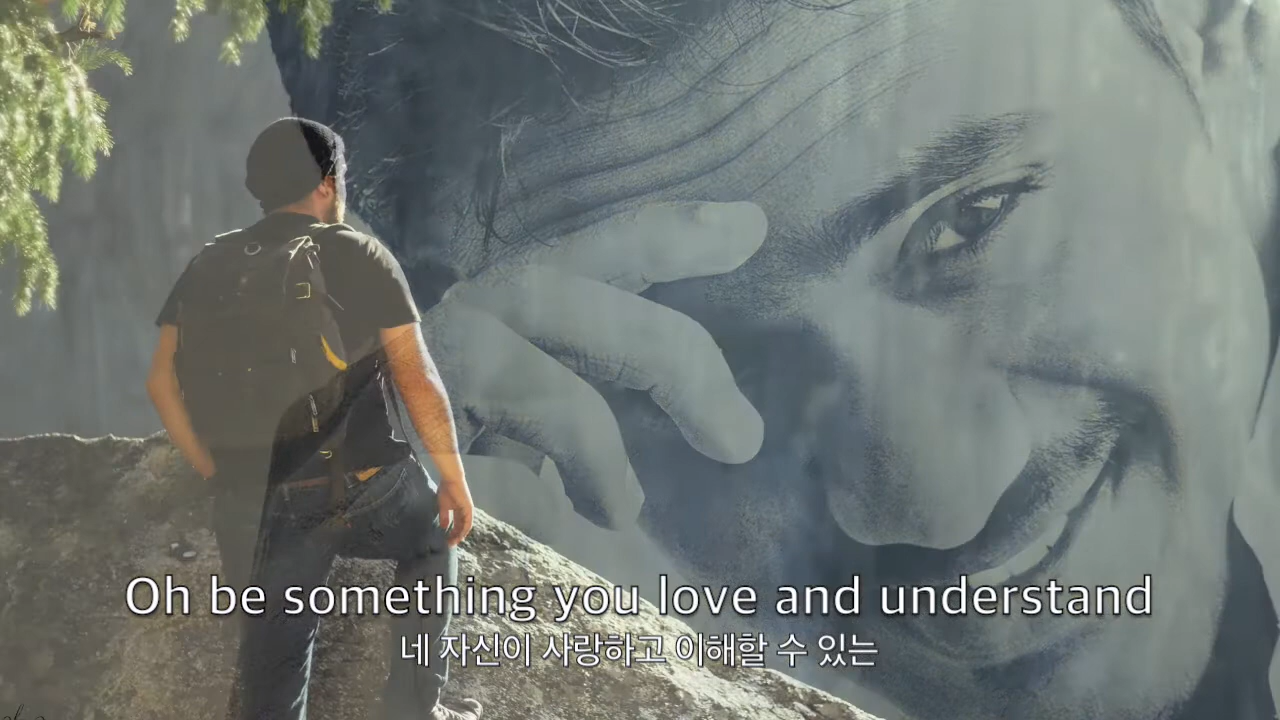 Oh be something you love and understand
네 자신이 사랑하고 이해할 수 있는